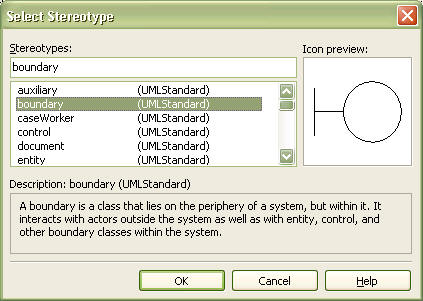 Select Stereotype
Stereotypes:
Icon preview:
boundary
auxiliary (UMLStandard)
boundary (UMLStandard)
caseWorker (UMLStandard)
control (UMLStandard)
document (UMLStandard)
entity (UMLStandard)
Description: boundary (UMLStandard)
A boundary is a class that lies on the periphery of a system, but within it. It
interacts with actors outside the system as well as with entity, control, and
other boundary classes within the system.
OK Cancel Help